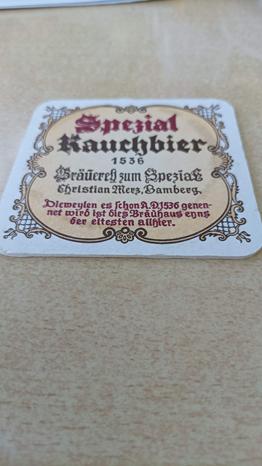 Spezial
Rauchbier
1536
Bräuerey zum Spezial
Christian Merz, Bamberg.
Dieweylen es schon A.D.1536 genen-
net wird ist dies Bräuhaus eyns
der eltesten allhier.